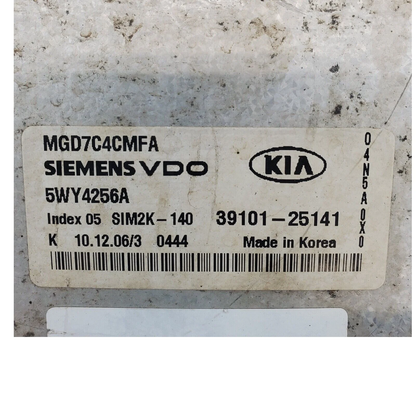 MGD7C4CMFA
SIEMENS VDO
KIA
5WY4256A
Index 05 SIM2K-140 39101-25141
K 10.12.06/3 0444 Made in Korea
04N5A0X0